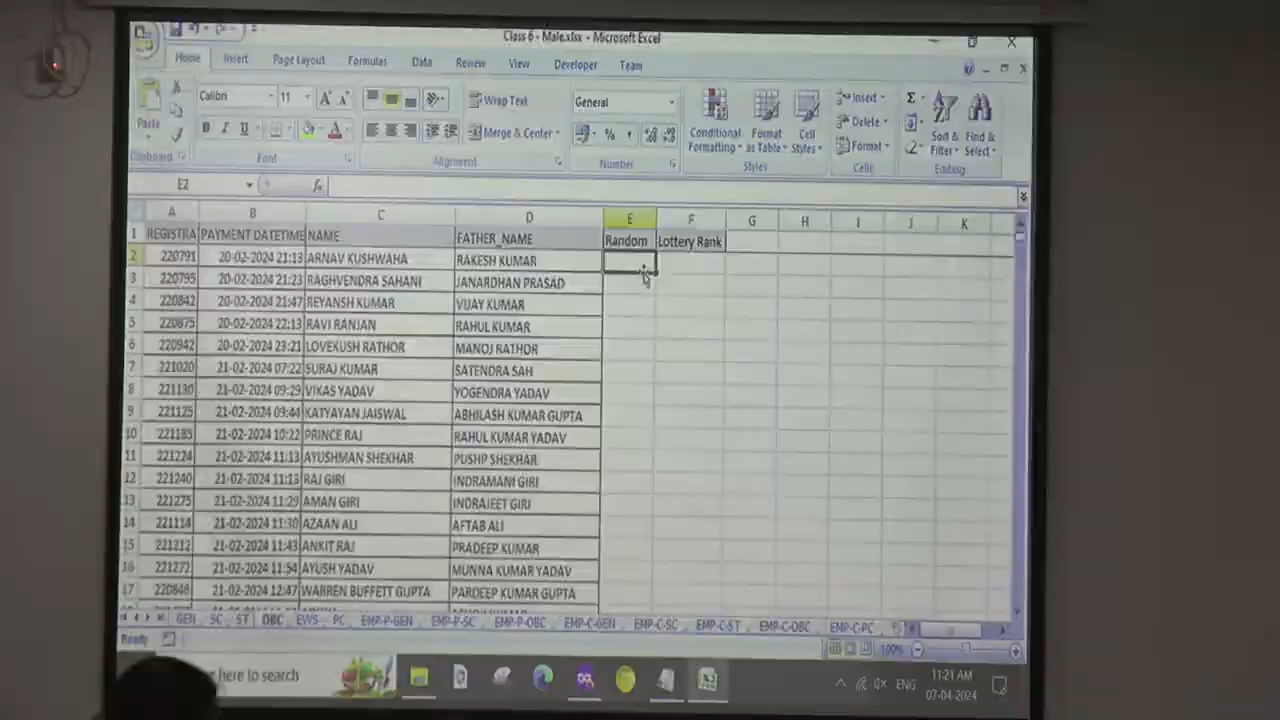 Class 6 - Male.xlsx - Microsoft Excel
Home Insert Page Layout Formulas Data Review View Developer Team
Paste
Clipboard
Calibri 11
B I U
Font
Wrap Text
Merge & Center
Alignment
General
%
Number
Conditional Formatting
Format as Table
Cell Styles
Styles
Insert
Delete
Format
Cells
Σ
Sort & Filter
Find & Select
Editing
E2 fx
A B C D E F G H I J K
1 REGISTRA PAYMENT DATETIME NAME FATHER_NAME Random Lottery Rank
2 220791 20-02-2024 21:13 ARNAV KUSHWAHA RAKESH KUMAR
3 220795 20-02-2024 21:23 RAGHVENDRA SAHANI JANARDHAN PRASAD
4 220842 20-02-2024 21:47 REYANSH KUMAR VIJAY KUMAR
5 220875 20-02-2024 22:13 RAVI RANJAN RAHUL KUMAR
6 220942 20-02-2024 23:21 LOVEKUSH RATHOR MANOJ RATHOR
7 221020 21-02-2024 07:22 SURAJ KUMAR SATENDRA SAH
8 221130 21-02-2024 09:29 VIKAS YADAV YOGENDRA YADAV
9 221125 21-02-2024 09:44 KATYAYAN JAISWAL ABHILASH KUMAR GUPTA
10 221185 21-02-2024 10:22 PRINCE RAJ RAHUL KUMAR YADAV
11 221224 21-02-2024 11:13 AYUSHMAN SHEKHAR PUSHP SHEKHAR
12 221240 21-02-2024 11:13 RAJ GIRI INDRAMANI GIRI
13 221275 21-02-2024 11:29 AMAN GIRI INDRAJEET GIRI
14 221114 21-02-2024 11:30 AZAAN ALI AFTAB ALI
15 221212 21-02-2024 11:43 ANKIT RAJ PRADEEP KUMAR
16 221272 21-02-2024 11:54 AYUSH YADAV MUNNA KUMAR YADAV
17 220848 21-02-2024 12:47 WARREN BUFFETT GUPTA PARDEEP KUMAR GUPTA
GEN SC ST OBC EWS PC EMP-P-GEN EMP-P-SC EMP-P-OBC EMP-C-GEN EMP-C-SC EMP-C-ST EMP-C-OBC EMP-C-PC
Ready 100%
here to search
ENG
11:21 AM
07-04-2024